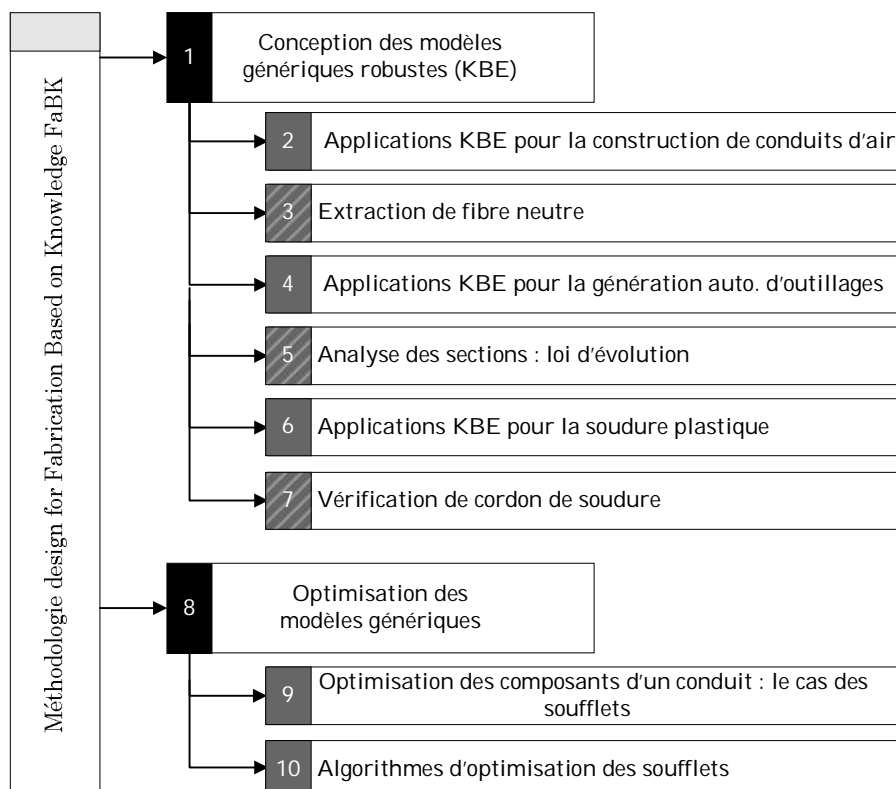 Méthodologie design for Fabrication Based on Knowledge FaBK
1
Conception des modèles
génériques robustes (KBE)
2
Applications KBE pour la construction de conduits d'air
3
Extraction de fibre neutre
4
Applications KBE pour la génération auto. d'outillages
5
Analyse des sections : loi d'évolution
6
Applications KBE pour la soudure plastique
7
Vérification de cordon de soudure
8
Optimisation des
modèles génériques
9
Optimisation des composants d'un conduit : le cas des
soufflets
10
Algorithmes d'optimisation des soufflets